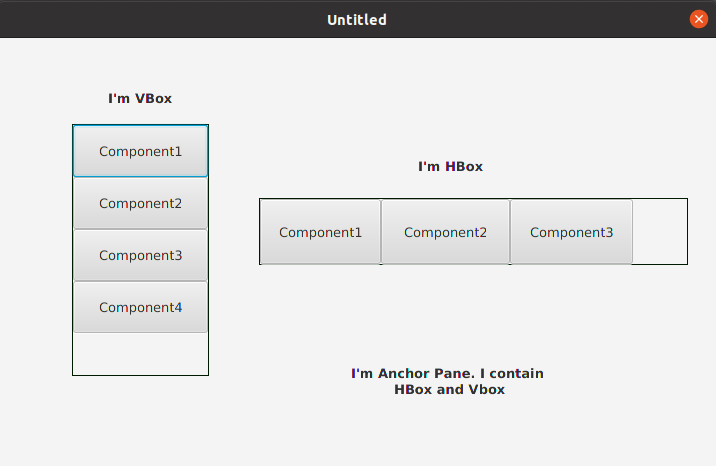 Untitled
I'm VBox
Component1
Component2
Component3
Component4
I'm HBox
Component1 Component2 Component3
I'm Anchor Pane. I contain
HBox and Vbox